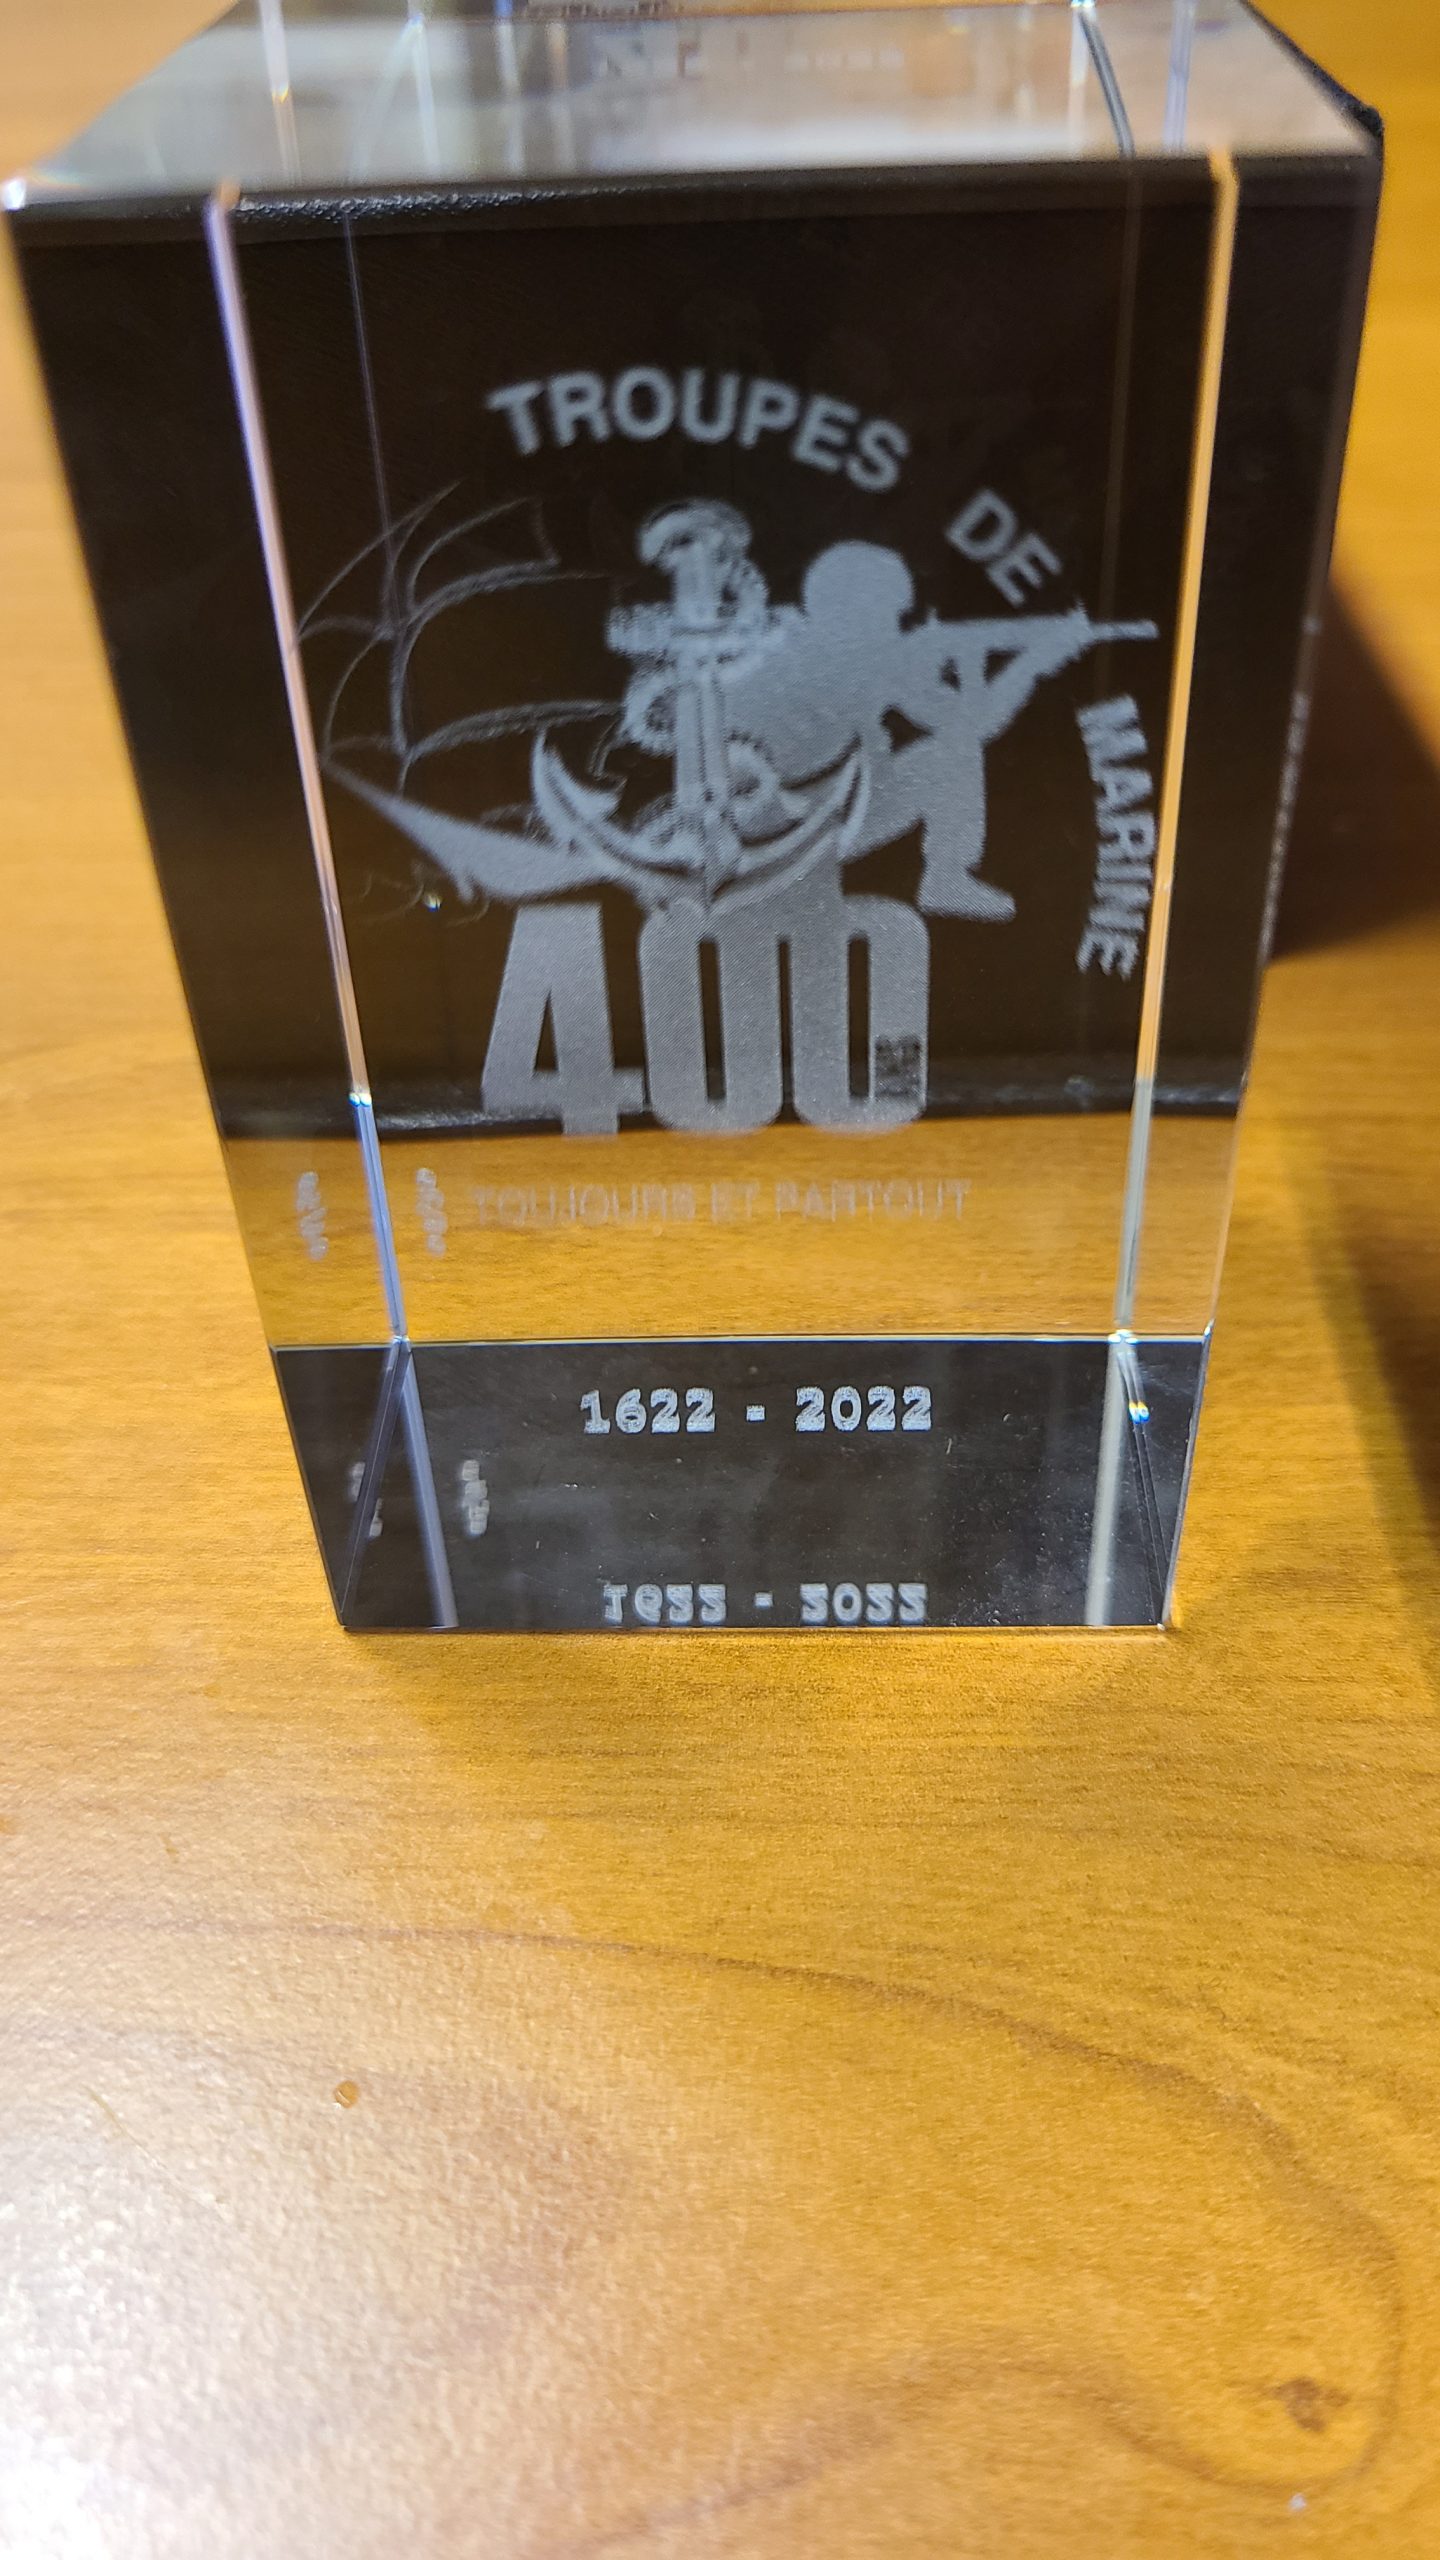 TROUPES DE MARINE
400
TOUJOURS ET PARTOUT
1622 - 2022